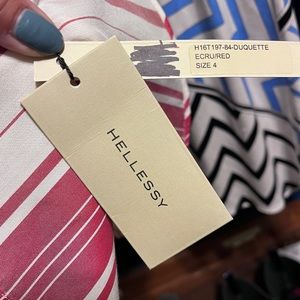 H16T197-84-DUQUETTE
ECRU/RED
SIZE 4
HELLESSY